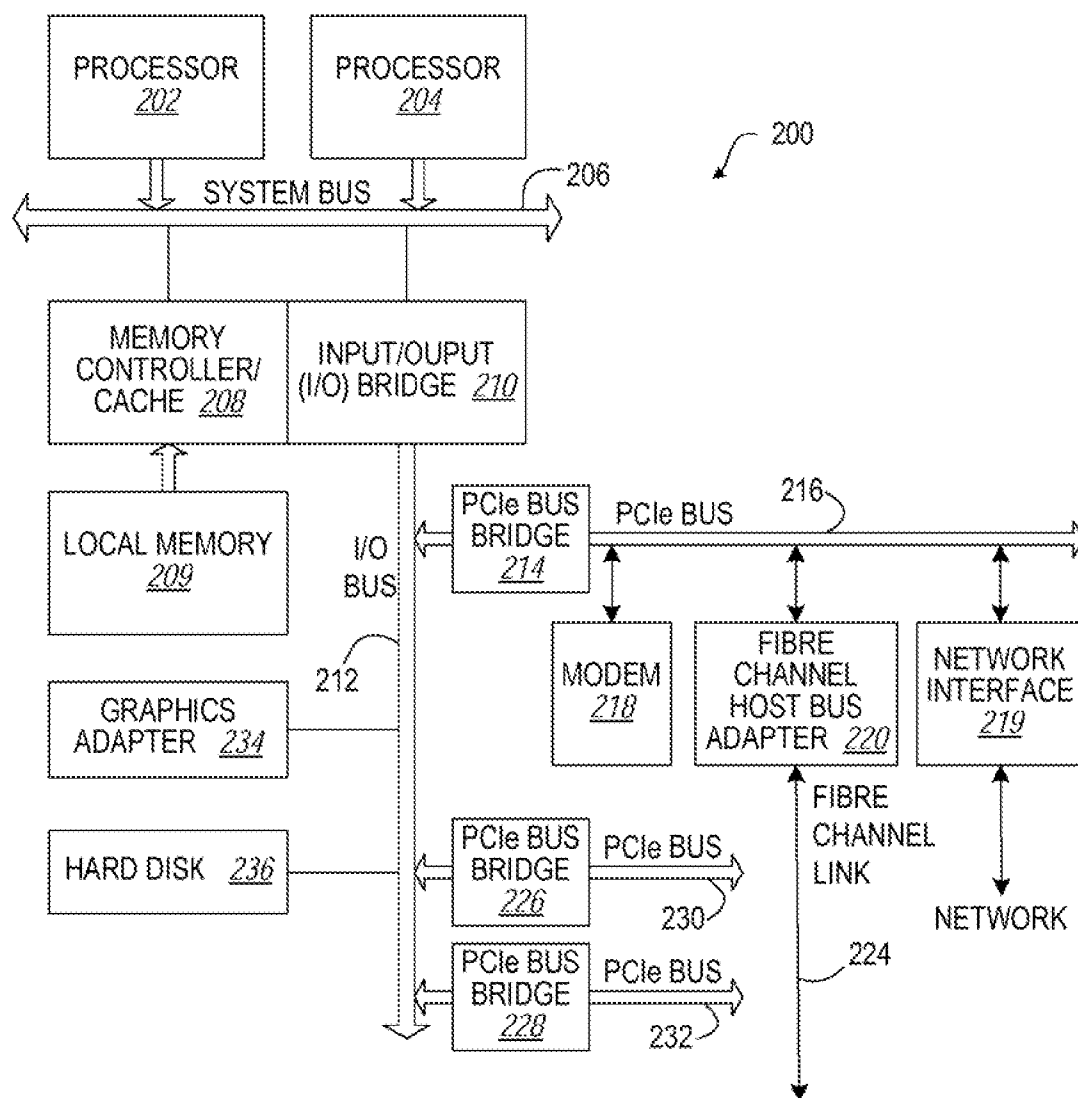 PROCESSOR
202
PROCESSOR
204
200
SYSTEM BUS
206
MEMORY
CONTROLLER/
CACHE 208
INPUT/OUPUT
(I/O) BRIDGE 210
LOCAL MEMORY
209
I/O
BUS
212
PCIe BUS
BRIDGE
214
PCIe BUS
216
MODEM
218
FIBRE
CHANNEL
HOST BUS
ADAPTER 220
NETWORK
INTERFACE
219
GRAPHICS
ADAPTER 234
HARD DISK 236
PCIe BUS
BRIDGE
226
PCIe BUS
230
FIBRE
CHANNEL
LINK
224
NETWORK
PCIe BUS
BRIDGE
228
PCIe BUS
232